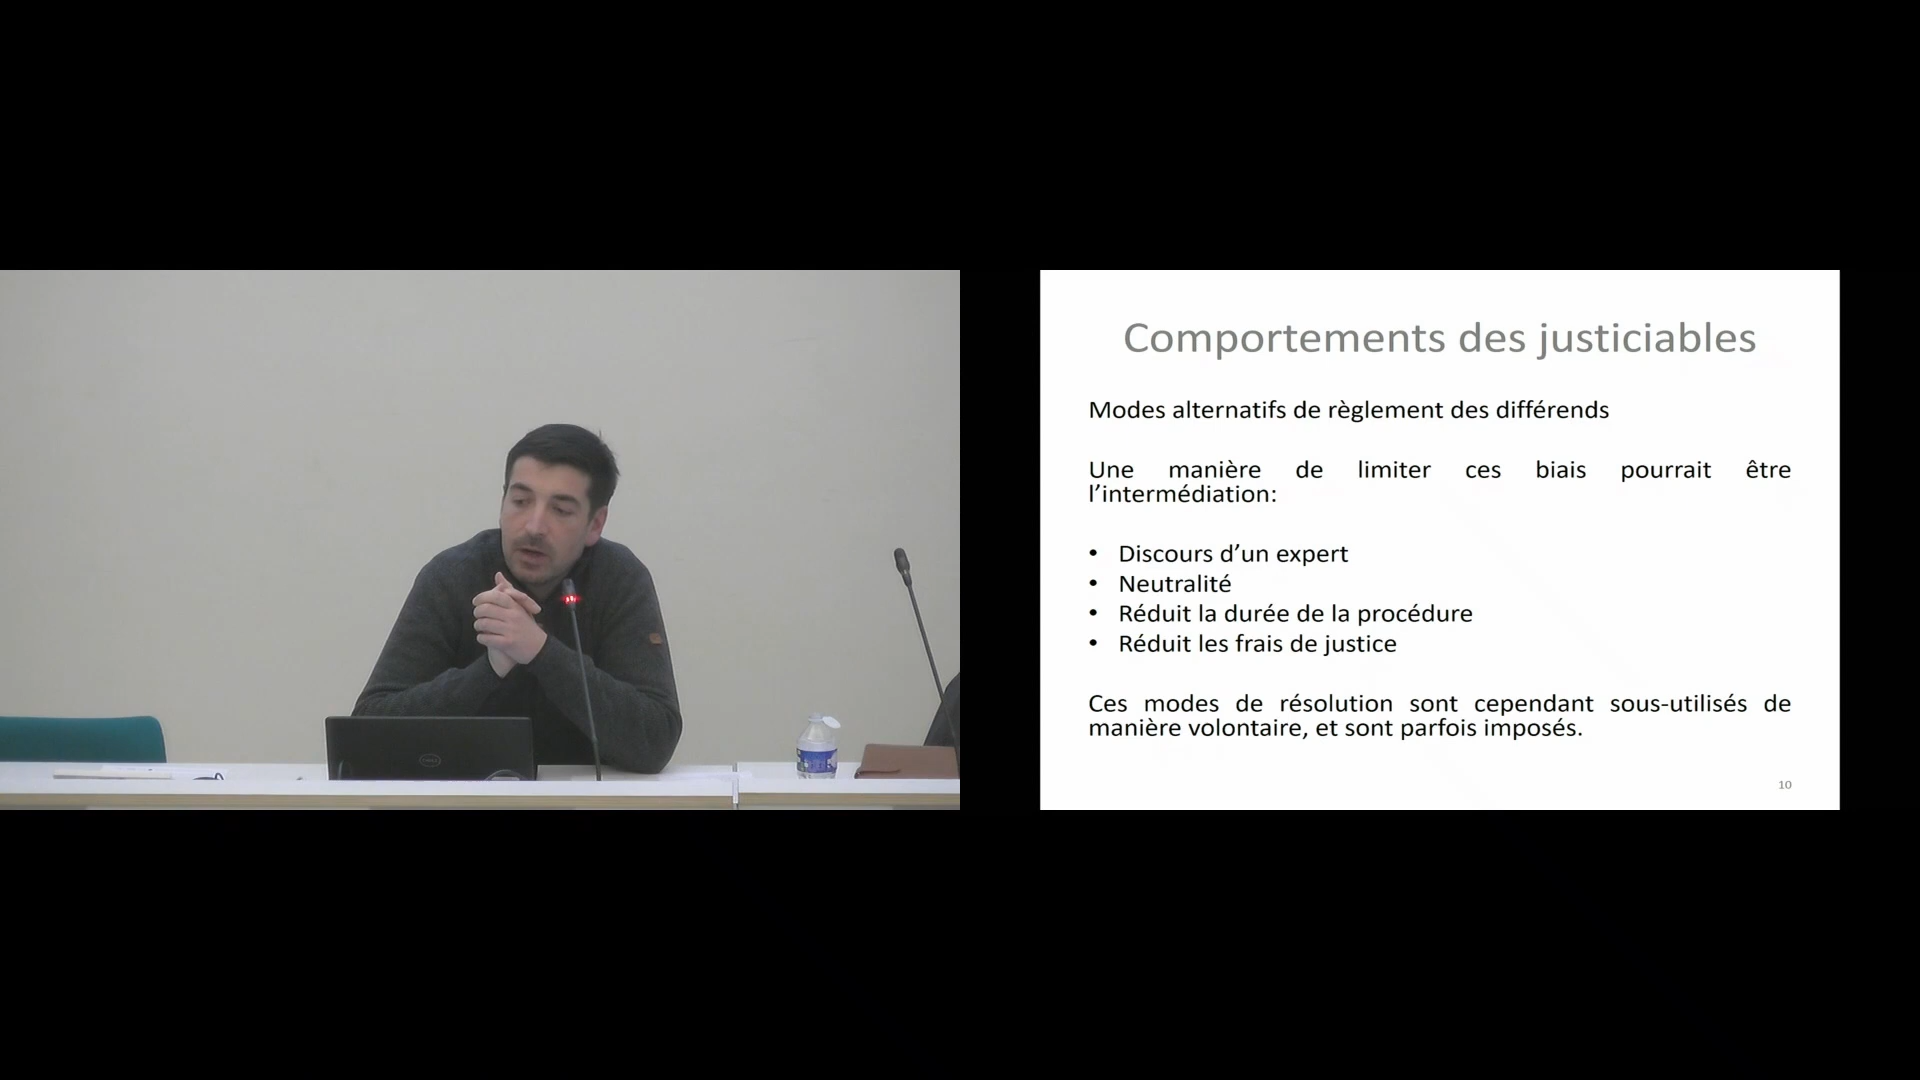 Comportements des justiciables
Modes alternatifs de règlement des différends
Une manière de limiter ces biais pourrait être
l’intermédiation:
• Discours d’un expert
• Neutralité
• Réduit la durée de la procédure
• Réduit les frais de justice
Ces modes de résolution sont cependant sous-utilisés de
manière volontaire, et sont parfois imposés.
10
DELL